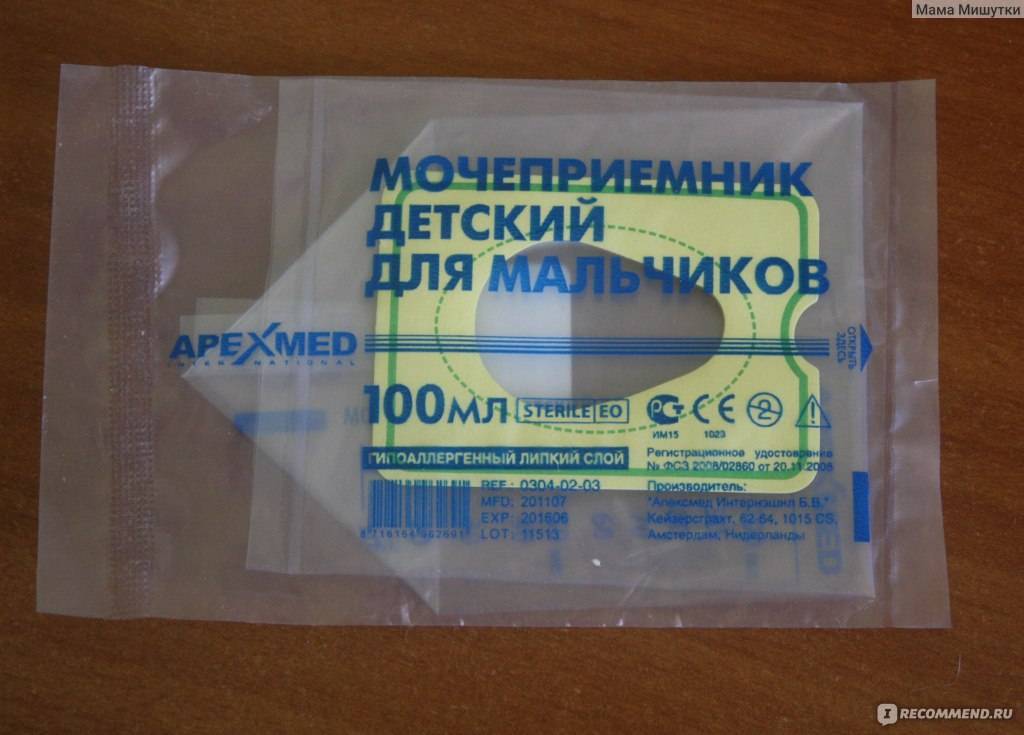 Мама Мишутки
МОЧЕПРИЕМНИК
ДЕТСКИЙ
ДЛЯ МАЛЬЧИКОВ
APEXMED
INTERNATIONAL
ОТКРЫТЬ
ЗДЕСЬ
100мл STERILE EO
ИМ15 1023
ГИПОАЛЛЕРГЕННЫЙ ЛИПКИЙ СЛОЙ
Регистрационное удостоверение
№ ФСЗ 2008/02860 от 20.11.2008
REF: 0304-02-03
MFD: 201107
EXP: 201606
LOT: 11513
Производитель:
"Апексмед Интернэшнл Б.В."
Кейзерстрахт, 62-64, 1015 CS,
Амстердам, Нидерланды
IRECOMMEND.RU